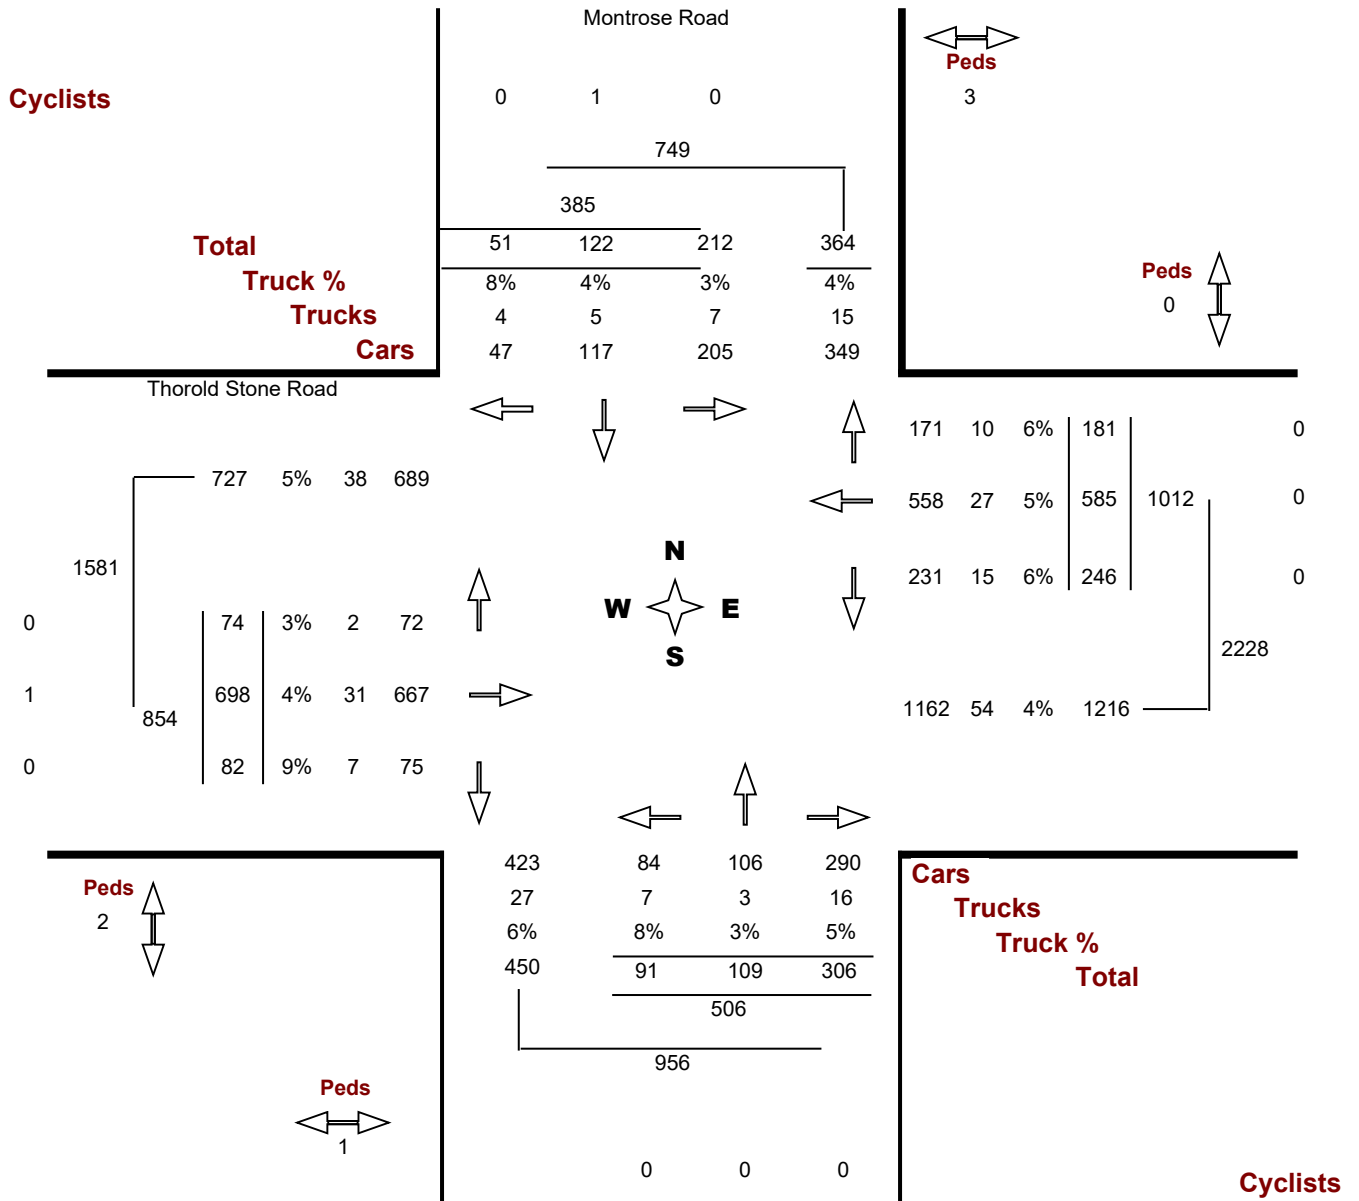 Montrose Road
Peds
Cyclists 0 1 0 3
749
385
Total 51 122 212 364
Peds
Truck % 8% 4% 3% 4%
0
Trucks 4 5 7 15
Cars 47 117 205 349
Thorold Stone Road
171 10 6% 181 0
727 5% 38 689
558 27 5% 585 1012 0
N
1581
231 15 6% 246 0
W E
0 74 3% 2 72
S
2228
1 698 4% 31 667
1162 54 4% 1216
854
0 82 9% 7 75
423 84 106 290
Cars
Peds
27 7 3 16
Trucks
2
6% 8% 3% 5%
Truck %
450 91 109 306
Total
506
956
Peds
1
0 0 0
Cyclists